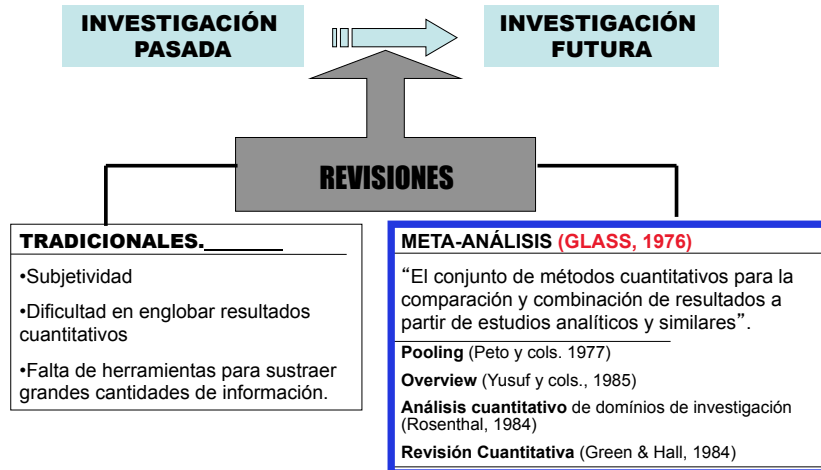 INVESTIGACIÓN
PASADA
INVESTIGACIÓN
FUTURA
REVISIONES
TRADICIONALES.
•Subjetividad
•Dificultad en englobar resultados
cuantitativos
•Falta de herramientas para sustraer
grandes cantidades de información.
META-ANÁLISIS (GLASS, 1976)
“El conjunto de métodos cuantitativos para la
comparación y combinación de resultados a
partir de estudios analíticos y similares”.
Pooling (Peto y cols. 1977)
Overview (Yusuf y cols., 1985)
Análisis cuantitativo de domínios de investigación
(Rosenthal, 1984)
Revisión Cuantitativa (Green & Hall, 1984)